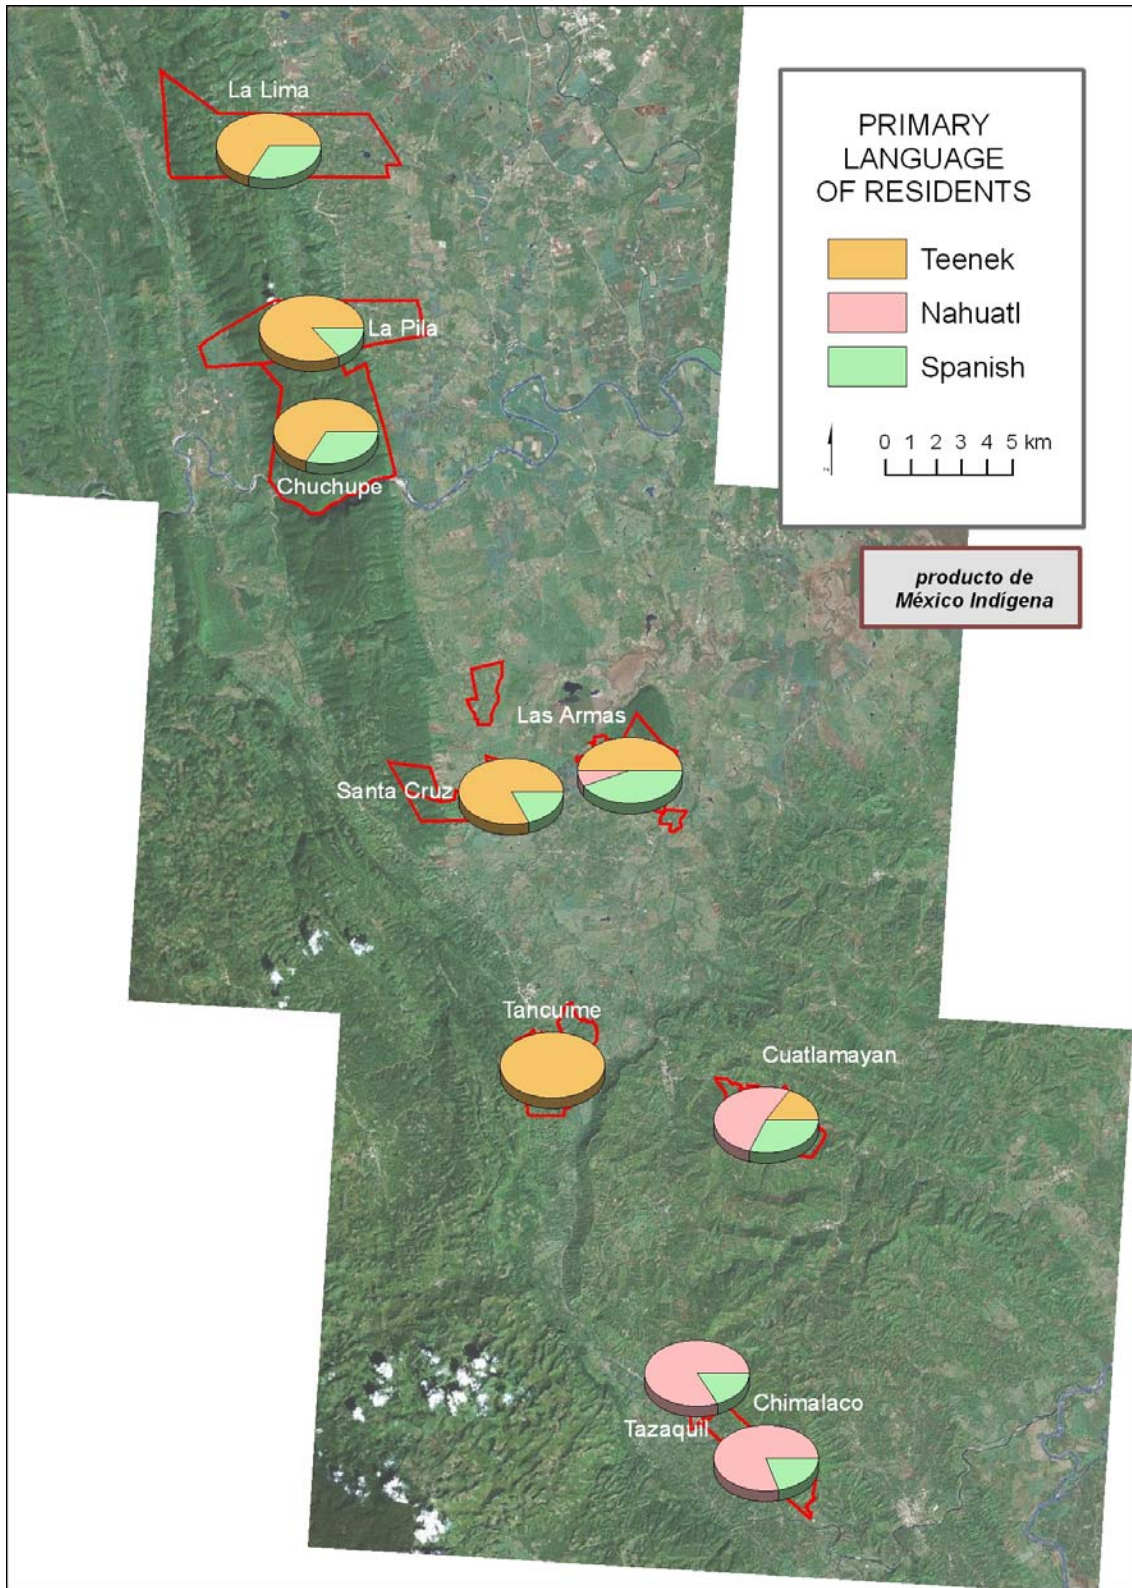 La Lima
PRIMARY
LANGUAGE
OF RESIDENTS
Teenek
Nahuatl
Spanish
0 1 2 3 4 5 km
La Pila
Chuchupe
producto de
México Indígena
Las Armas
Santa Cruz
Tancuime
Cuatlamayan
Chimalaco
Tazaquil